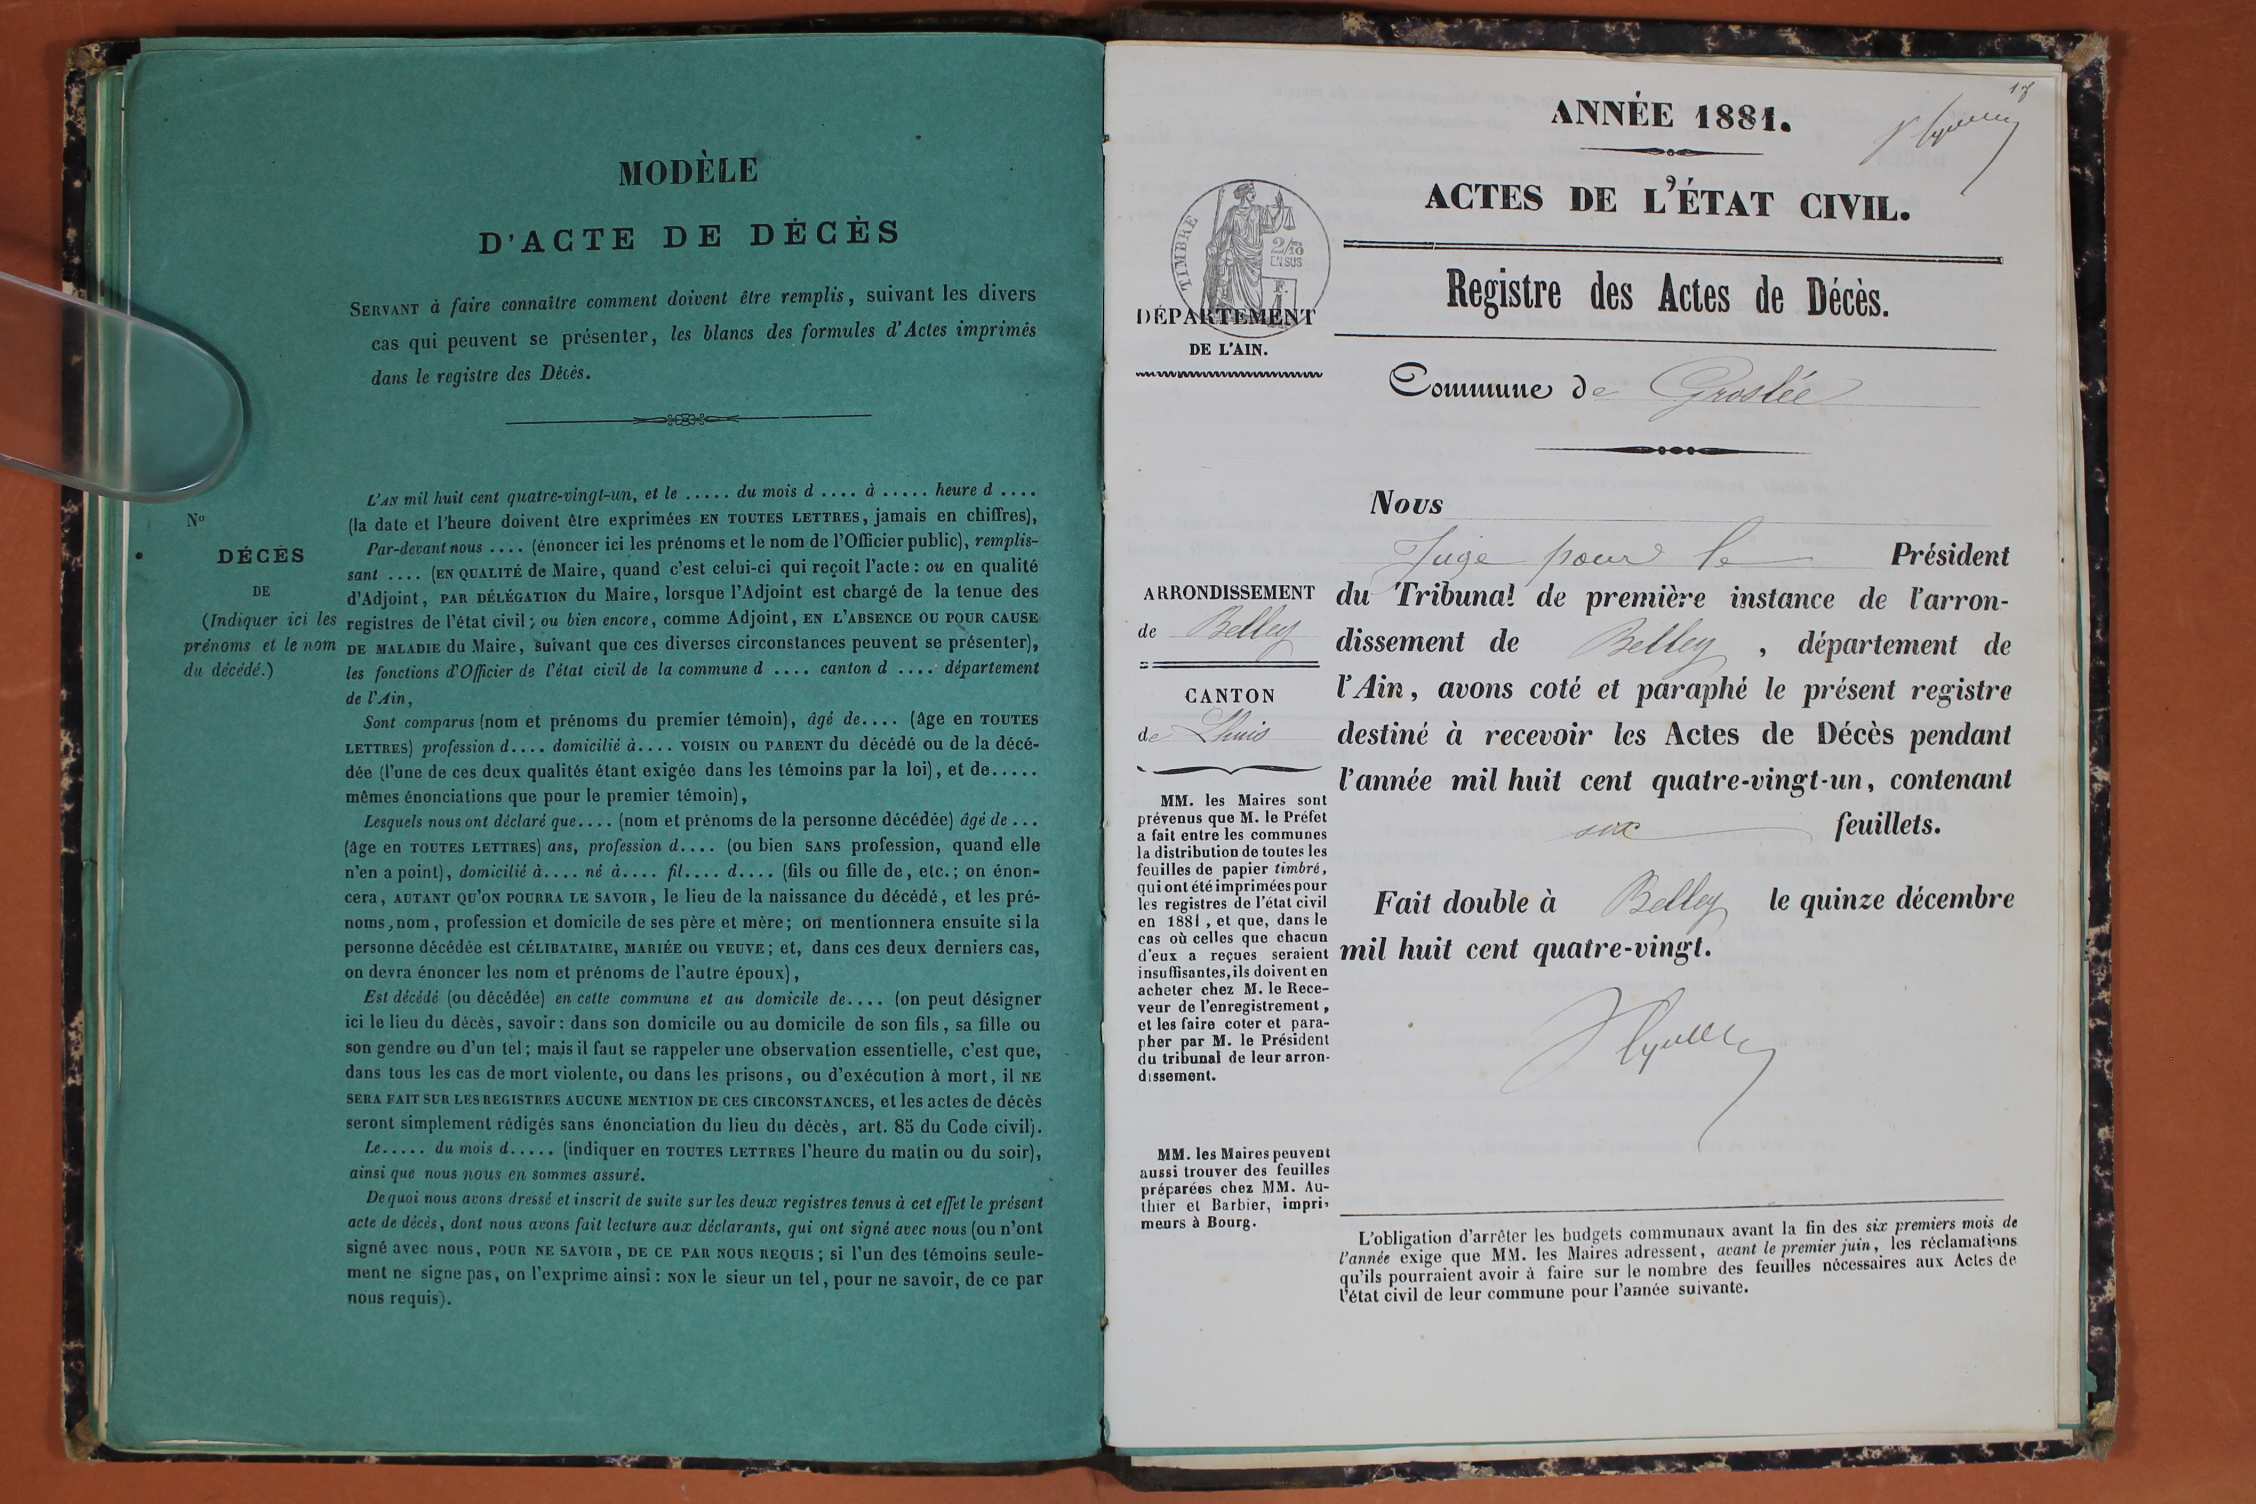 MODÈLE
D'ACTE DE DÉCÈS
SERVANT à faire connaître comment doivent être remplis, suivant les divers
cas qui peuvent se présenter, les blancs des formules d'Actes imprimés
dans le registre des Décès.
No
DÉCÈS
DE
(Indiquer ici les
prénoms et le nom
du décédé.)
L'AN mil huit cent quatre-vingt-un, et le ..... du mois d .... à ..... heure d ....
(la date et l'heure doivent être exprimées EN TOUTES LETTRES, jamais en chiffres),
Par-devant nous .... (énoncer ici les prénoms et le nom de l'Officier public), remplis-
sant .... (EN QUALITÉ de Maire, quand c'est celui-ci qui reçoit l'acte : ou en qualité
d'Adjoint, PAR DÉLÉGATION du Maire, lorsque l'Adjoint est chargé de la tenue des
registres de l'état civil ; ou bien encore, comme Adjoint, EN L'ABSENCE OU POUR CAUSE
DE MALADIE du Maire, suivant que ces diverses circonstances peuvent se présenter),
les fonctions d'Officier de l'état civil de la commune d .... canton d .... département
de l'Ain,
Sont comparus (nom et prénoms du premier témoin), âgé de.... (âge en TOUTES
LETTRES) profession d.... domicilié à.... VOISIN OU PARENT du décédé ou de la décé-
dée (l'une de ces deux qualités étant exigée dans les témoins par la loi), et de.....
mêmes énonciations que pour le premier témoin),
Lesquels nous ont déclaré que.... (nom et prénoms de la personne décédée) âgé de ...
(âge en TOUTES LETTRES) ans, profession d.... (ou bien SANS profession, quand elle
n'en a point), domicilié à.... né à.... fil.... d.... (fils ou fille de, etc.; on énon-
cera, AUTANT QU'ON POURRA LE SAVOIR, le lieu de la naissance du décédé, et les pré-
noms, nom, profession et domicile de ses père et mère; on mentionnera ensuite si la
personne décédée est CÉLIBATAIRE, MARIÉE OU VEUVE; et, dans ces deux derniers cas,
on devra énoncer les nom et prénoms de l'autre époux),
Est décédé (ou décédée) en cette commune et au domicile de.... (on peut désigner
ici le lieu du décès, savoir: dans son domicile ou au domicile de son fils, sa fille ou
son gendre ou d'un tel; mais il faut se rappeler une observation essentielle, c'est que,
dans tous les cas de mort violente, ou dans les prisons, ou d'exécution à mort, il NE
SERA FAIT SUR LES REGISTRES AUCUNE MENTION DE CES CIRCONSTANCES, et les actes de décès
seront simplement rédigés sans énonciation du lieu du décès, art. 85 du Code civil).
Le..... du mois d..... (indiquer en TOUTES LETTRES l'heure du matin ou du soir),
ainsi que nous nous en sommes assuré.
De quoi nous avons dressé et inscrit de suite sur les deux registres tenus à cet effet le présent
acte de décès, dont nous avons fait lecture aux déclarants, qui ont signé avec nous (ou n'ont
signé avec nous, POUR NE SAVOIR, DE CE PAR NOUS REQUIS; si l'un des témoins seule-
ment ne signe pas, on l'exprime ainsi : NON le sieur un tel, pour ne savoir, de ce par
nous requis).
ANNÉE 1881.
ACTES DE L'ÉTAT CIVIL.
Registre des Actes de Décès.
TIMBRE
2/10
EN SUS
DÉPARTEMENT
DE L'AIN.
Commune de Groslée
ARRONDISSEMENT
de Belley
CANTON
de Lhuis
MM. les Maires sont
prévenus que M. le Préfet
a fait entre les communes
la distribution de toutes les
feuilles de papier timbré,
qui ont été imprimées pour
les registres de l'état civil
en 1881, et que, dans le
cas où celles que chacun
d'eux a reçues seraient
insuffisantes, ils doivent en
acheter chez M. le Rece-
veur de l'enregistrement,
et les faire coter et para-
pher par M. le Président
du tribunal de leur arron-
dissement.
MM. les Maires peuvent
aussi trouver des feuilles
préparées chez MM. Au-
thier et Barbier, impri-
meurs à Bourg.
Nous
Juge pour le Président
du Tribunal de première instance de l'arron-
dissement de Belley, département de
l'Ain, avons coté et paraphé le présent registre
destiné à recevoir les Actes de Décès pendant
l'année mil huit cent quatre-vingt-un, contenant
six feuillets.
Fait double à Belley le quinze décembre
mil huit cent quatre-vingt.
L'obligation d'arrêter les budgets communaux avant la fin des six premiers mois de
l'année exige que MM. les Maires adressent, avant le premier juin, les réclamations
qu'ils pourraient avoir à faire sur le nombre des feuilles nécessaires aux Actes de
l'état civil de leur commune pour l'année suivante.